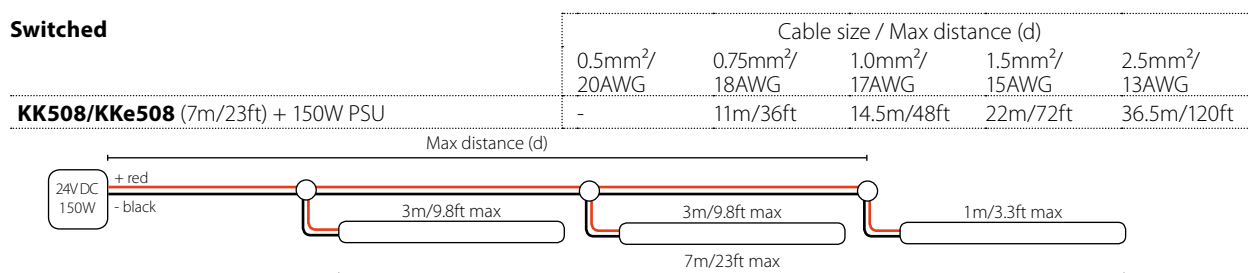 Switched
Cable size / Max distance (d)
0.5mm²/ 0.75mm²/ 1.0mm²/ 1.5mm²/ 2.5mm²/
20AWG 18AWG 17AWG 15AWG 13AWG
KK508/KKe508 (7m/23ft) + 150W PSU - 11m/36ft 14.5m/48ft 22m/72ft 36.5m/120ft
Max distance (d)
24V DC
150W
+ red
- black
3m/9.8ft max 3m/9.8ft max 1m/3.3ft max
7m/23ft max